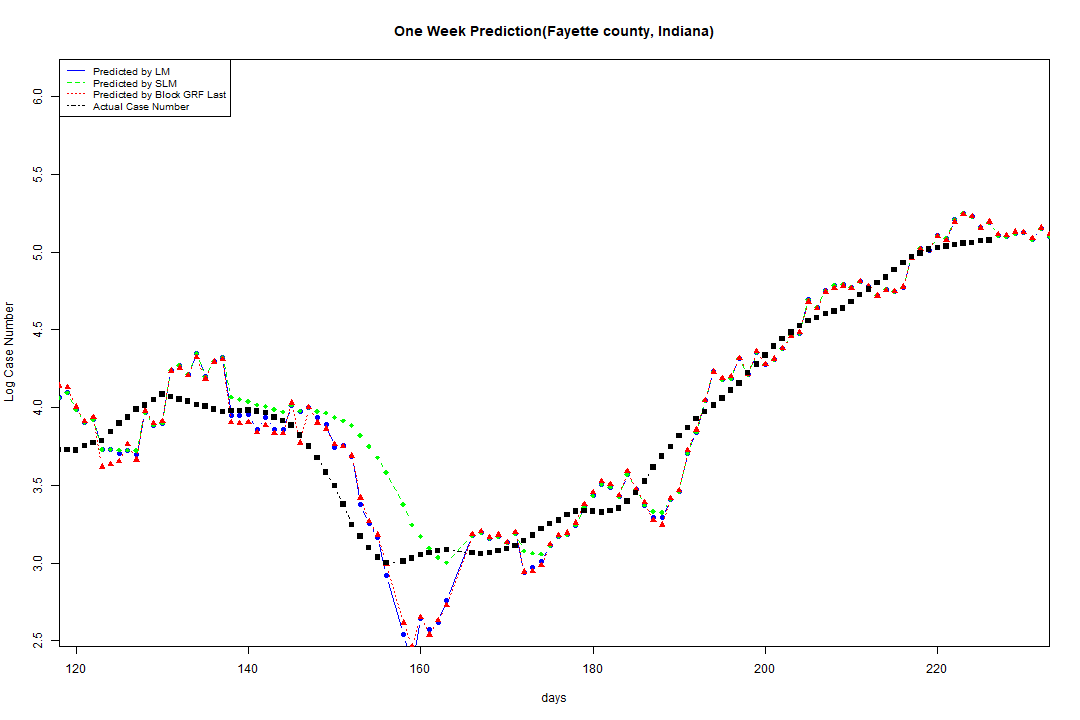 One Week Prediction(Fayette county, Indiana)
Predicted by LM
Predicted by SLM
Predicted by Block GRF Last
Actual Case Number
6.0
5.5
5.0
4.5
4.0
3.5
3.0
2.5
Log Case Number
120 140 160 180 200 220
days